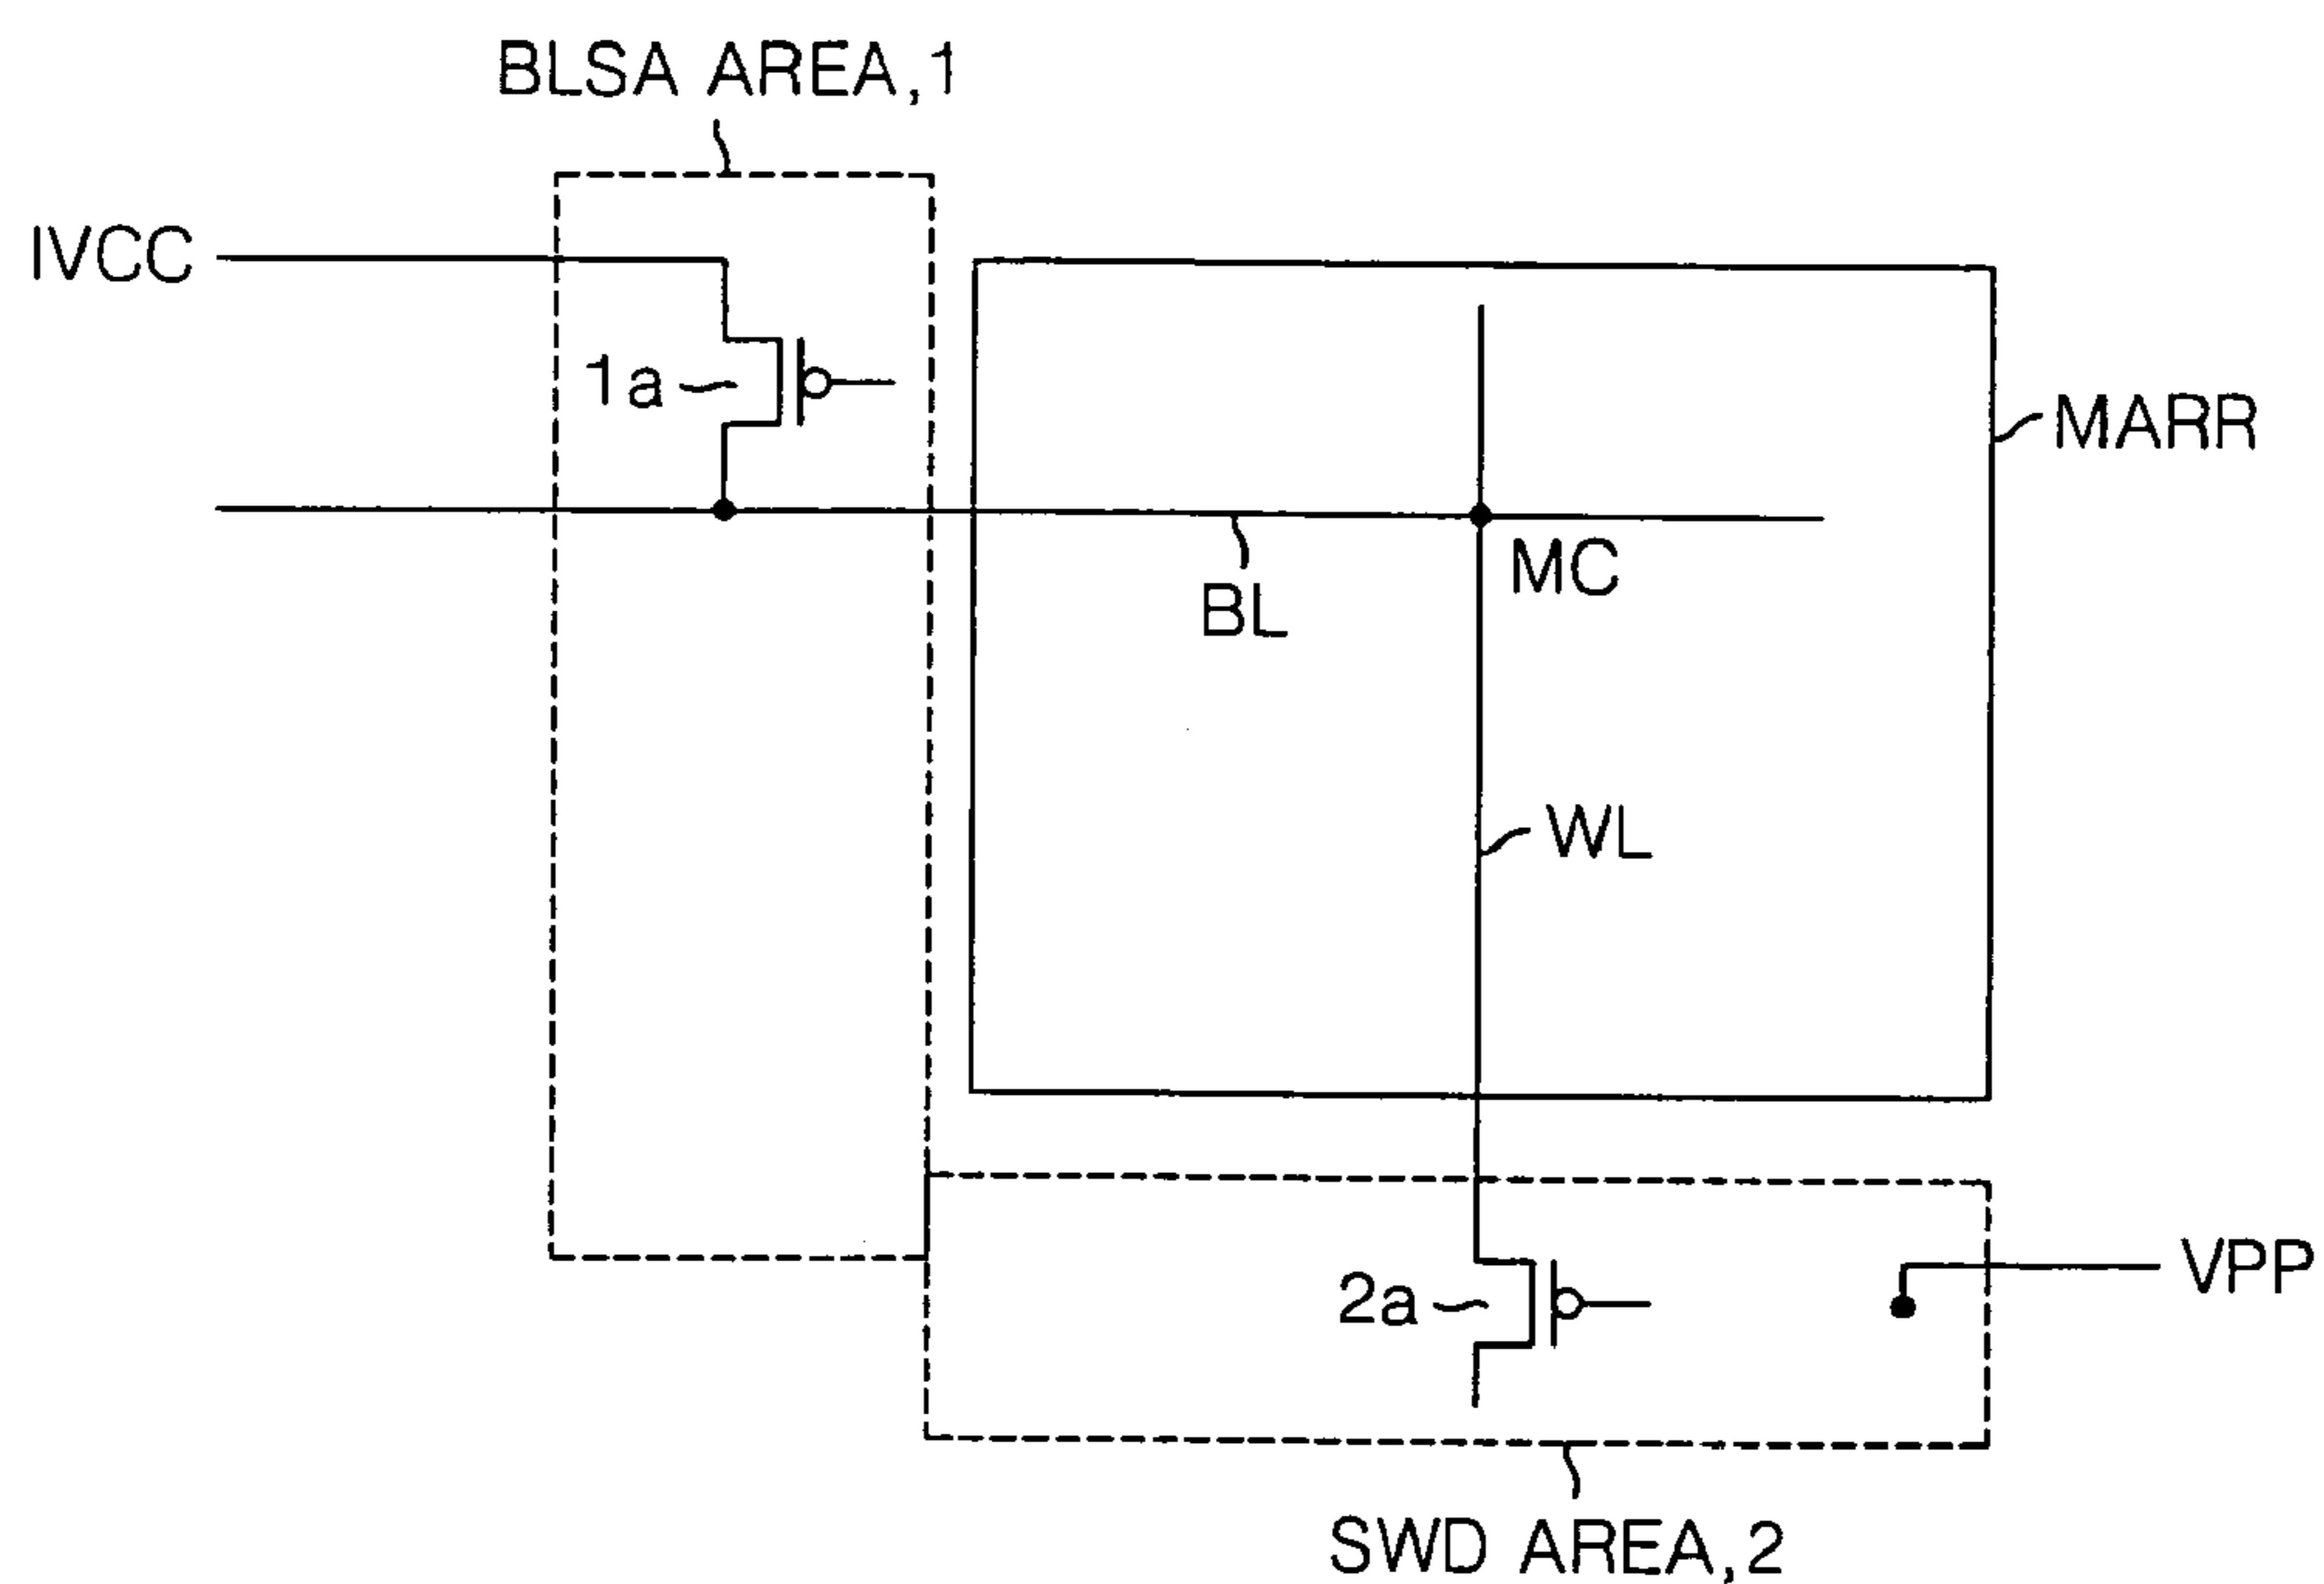 BLSA AREA,1
IVCC
1a
MARR
MC
BL
WL
VPP
2a
SWD AREA,2